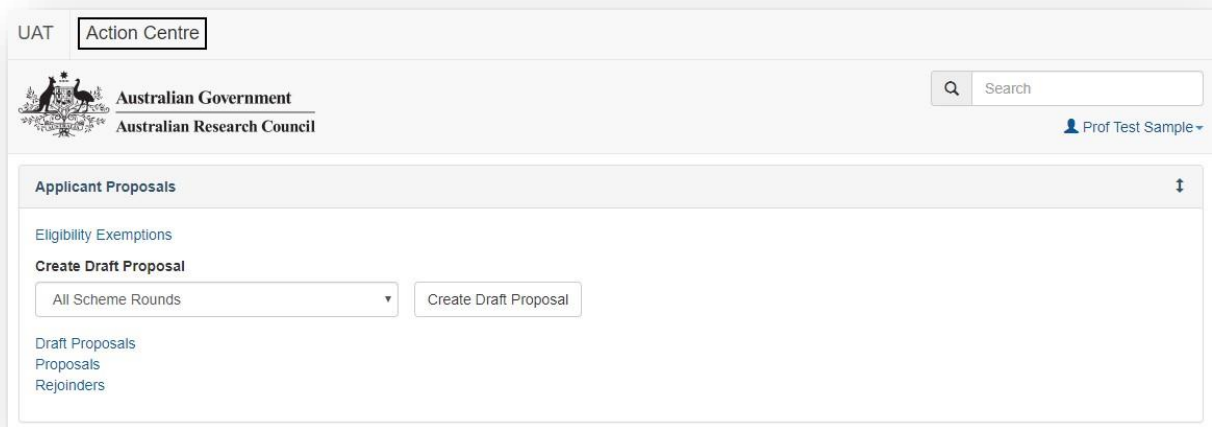 UAT Action Centre
Australian Government
Australian Research Council
Search
Prof Test Sample
Applicant Proposals
Eligibility Exemptions
Create Draft Proposal
All Scheme Rounds Create Draft Proposal
Draft Proposals
Proposals
Rejoinders